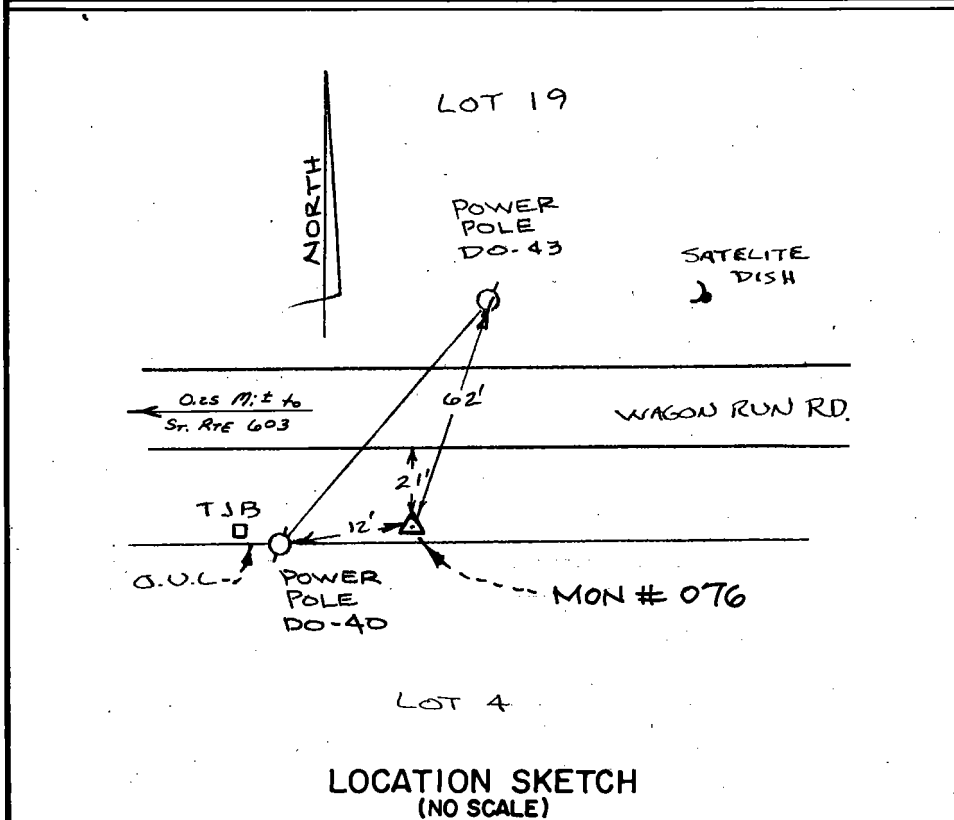 LOT 19
NORTH
POWER
POLE
DO-43
SATELITE
DISH
0.25 Mi± to
ST. RTE 603
62'
WAGON RUN RD.
21'
TJB
12'
O.U.L.
POWER
POLE
DO-40
MON # 076
LOT 4
LOCATION SKETCH
(NO SCALE)